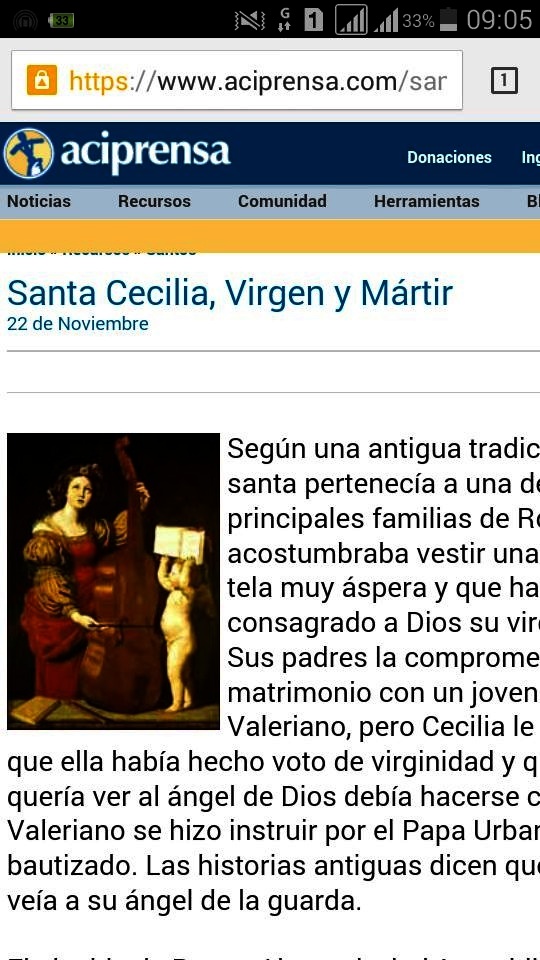 33 G 1 33% 09:05
https://www.aciprensa.com/sar 1
aciprensa
Donaciones Ing
Noticias Recursos Comunidad Herramientas Bl
Inicio » Recursos » Santos
Santa Cecilia, Virgen y Mártir
22 de Noviembre
Según una antigua tradic
santa pertenecía a una de
principales familias de Ro
acostumbraba vestir una
tela muy áspera y que ha
consagrado a Dios su virg
Sus padres la comprome
matrimonio con un joven
Valeriano, pero Cecilia le
que ella había hecho voto de virginidad y q
quería ver al ángel de Dios debía hacerse c
Valeriano se hizo instruir por el Papa Urban
bautizado. Las historias antiguas dicen que
veía a su ángel de la guarda.